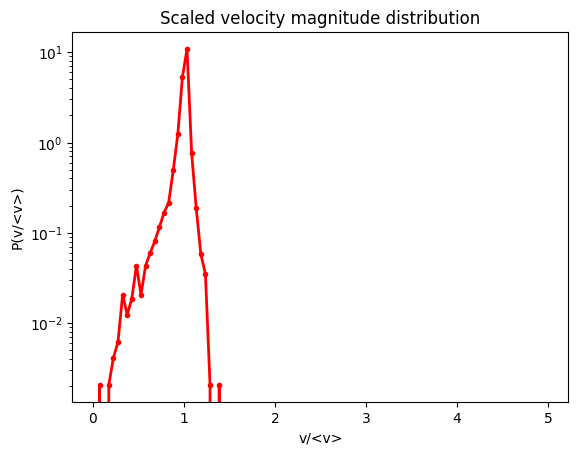 Scaled velocity magnitude distribution
P(v/<v>)
10^1
10^0
10^-1
10^-2
0 1 2 3 4 5
v/<v>